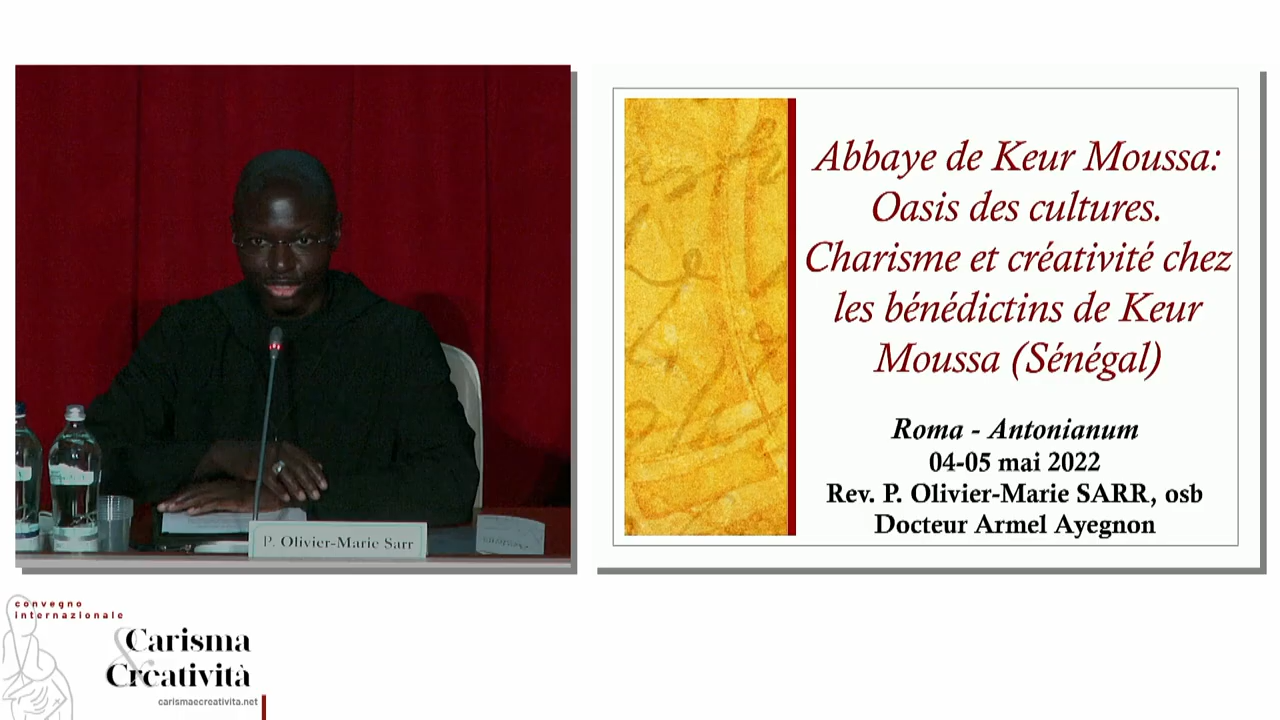 Abbaye de Keur Moussa:
Oasis des cultures.
Charisme et créativité chez
les bénédictins de Keur
Moussa (Sénégal)
Roma - Antonianum
04-05 mai 2022
Rev. P. Olivier-Marie SARR, osb
Docteur Armel Ayegnon
P. Olivier-Marie Sarr
convegno
internazionale
Carisma
&
Creatività
carismaecreativita.net